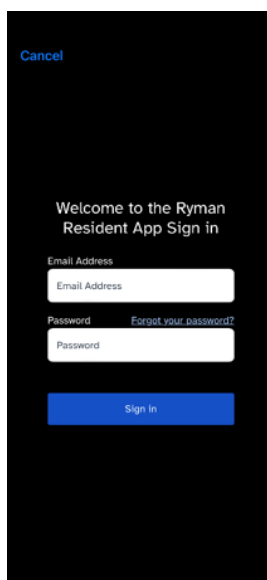 Cancel
Welcome to the Ryman
Resident App Sign in
Email Address
Email Address
Password Forgot your password?
Password
Sign in